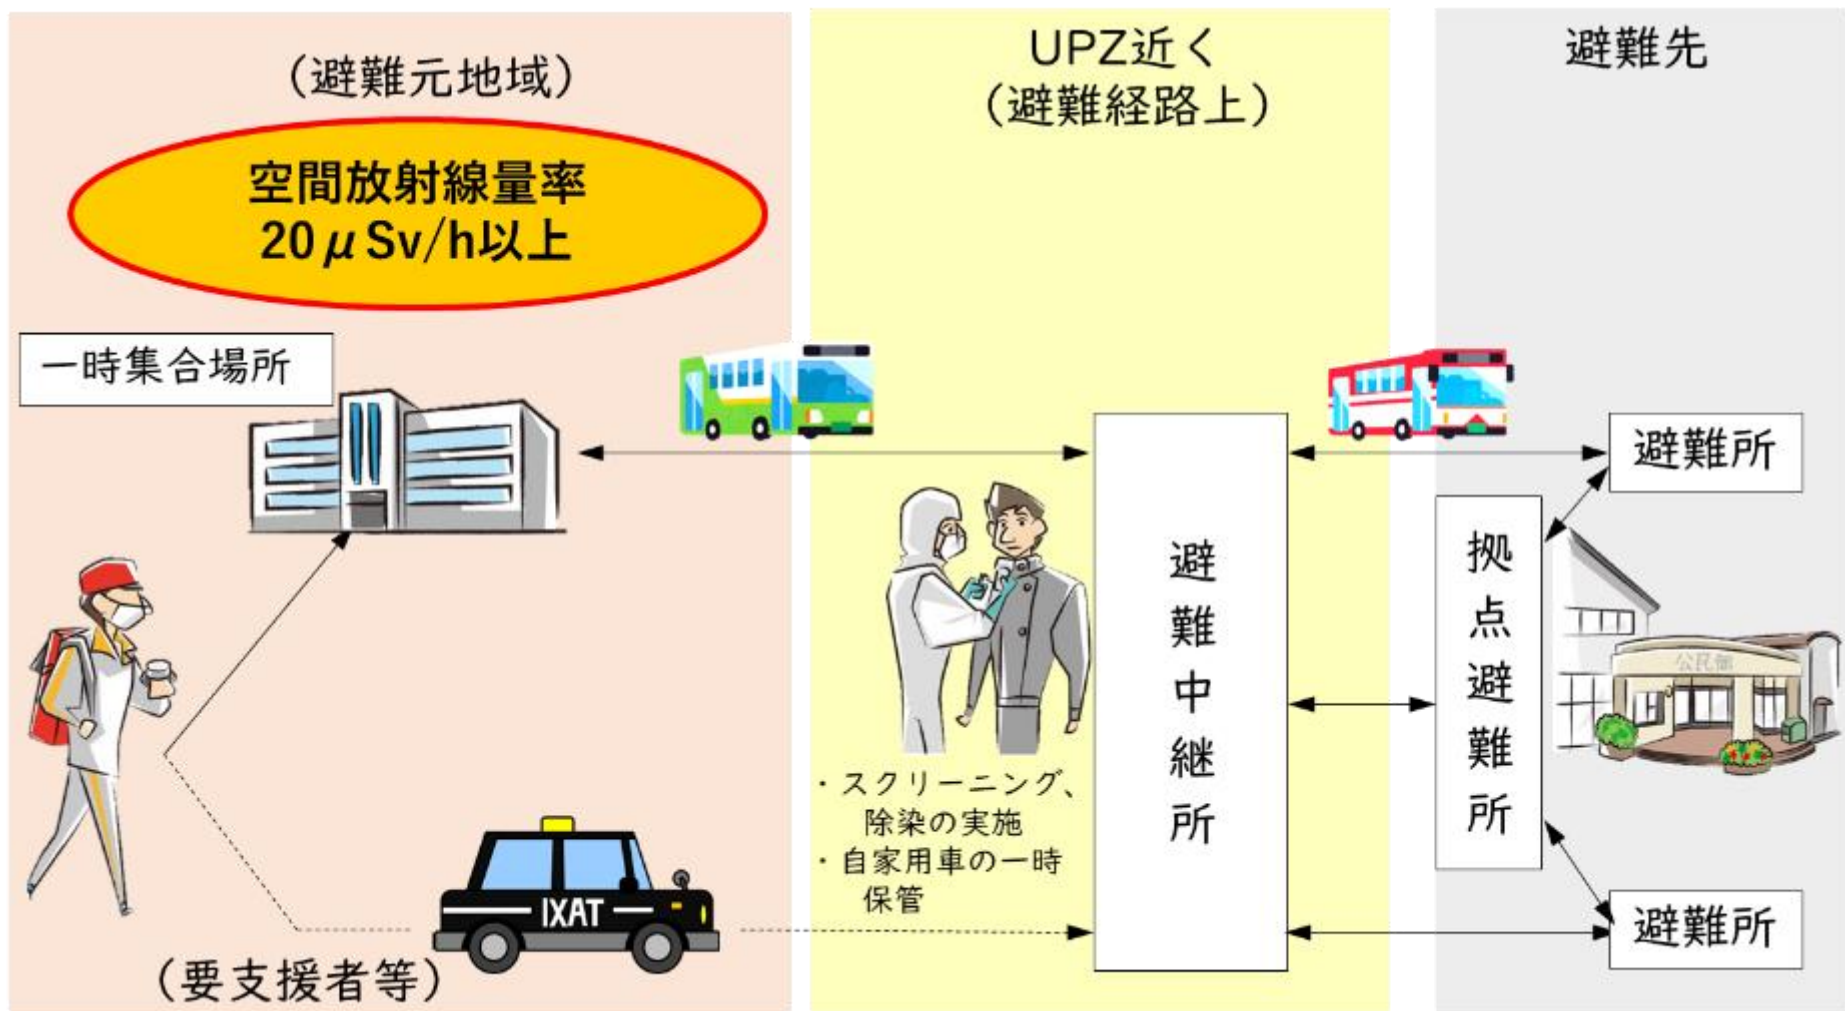 (避難元地域)
空間放射線量率
20μSv/h以上
一時集合場所
(要支援者等)
IXAT
UPZ近く
(避難経路上)
・スクリーニング、
除染の実施
・自家用車の一時
保管
避難中継所
避難先
避難所
拠点避難所
公民館
避難所